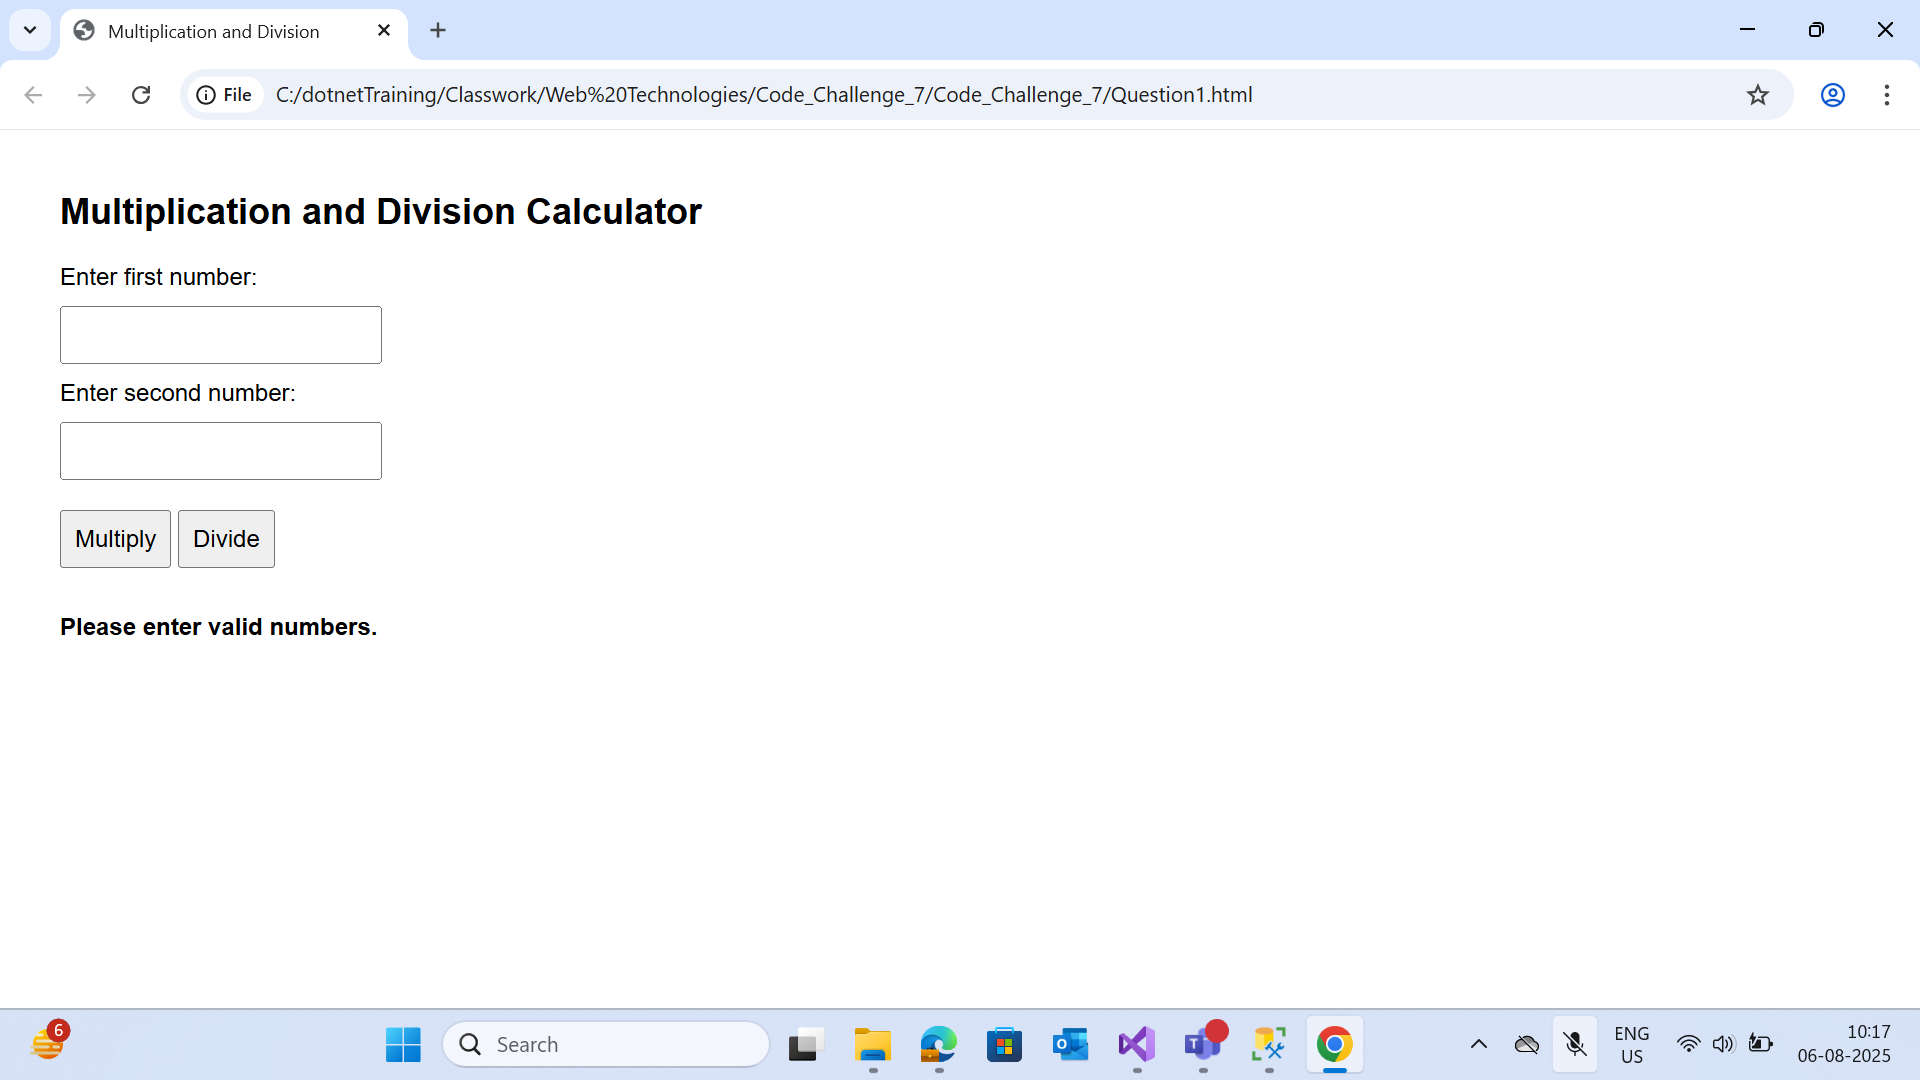 Multiplication and Division
File C:/dotnetTraining/Classwork/Web%20Technologies/Code_Challenge_7/Code_Challenge_7/Question1.html
Multiplication and Division Calculator
Enter first number:
Enter second number:
Multiply Divide
Please enter valid numbers.
6
Search
ENG
US
10:17
06-08-2025